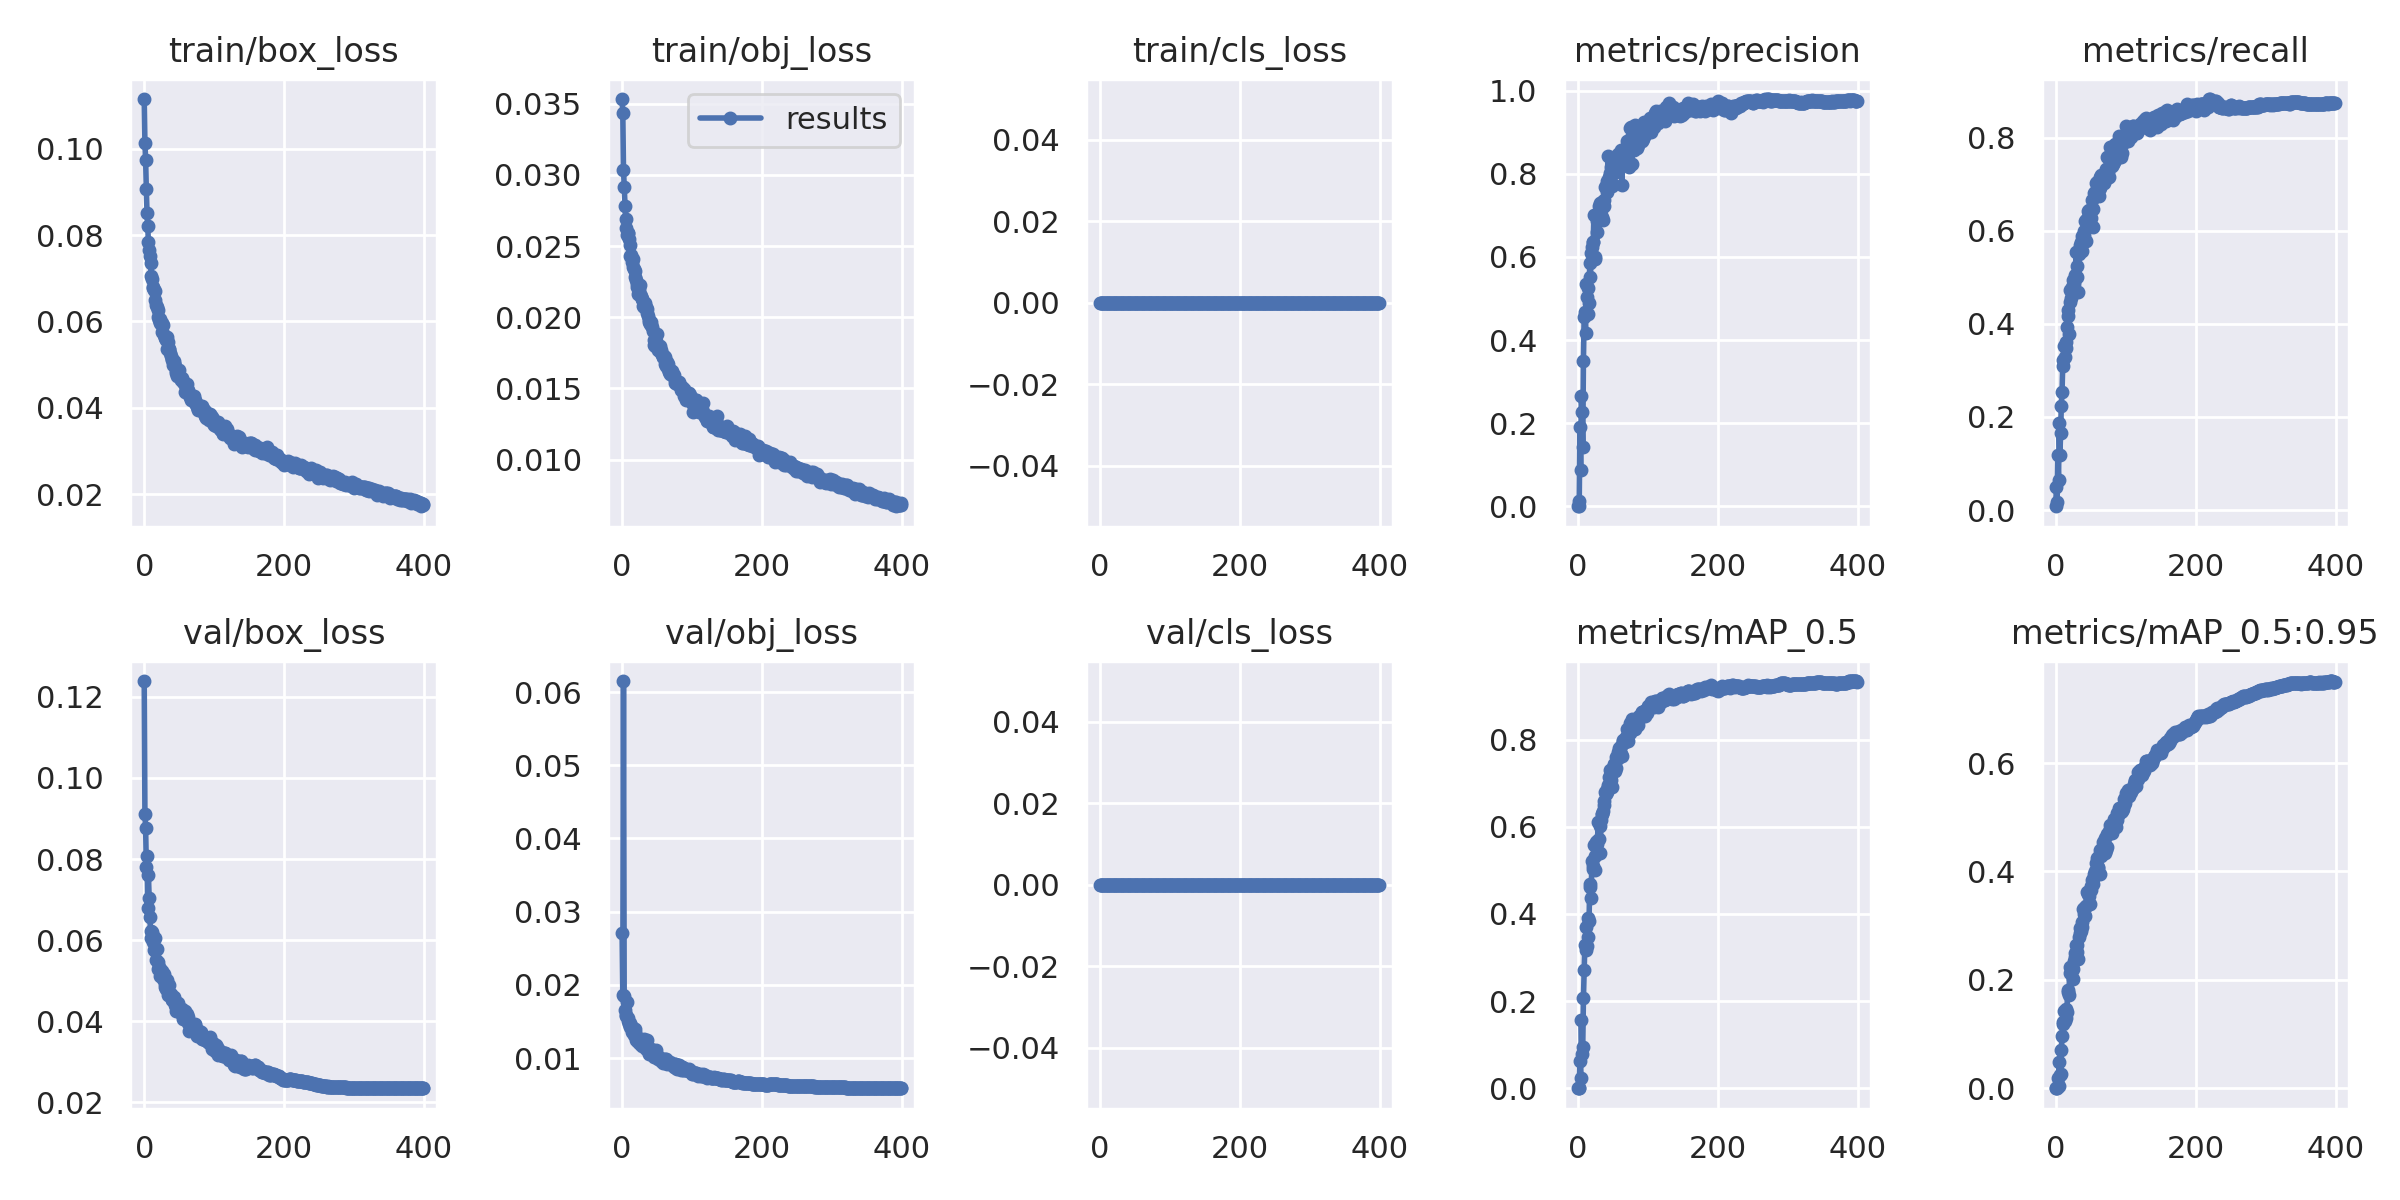 train/box_loss
0.10
0.08
0.06
0.04
0.02
0 200 400
train/obj_loss
results
0.035
0.030
0.025
0.020
0.015
0.010
0 200 400
train/cls_loss
0.04
0.02
0.00
−0.02
−0.04
0 200 400
metrics/precision
1.0
0.8
0.6
0.4
0.2
0.0
0 200 400
metrics/recall
0.8
0.6
0.4
0.2
0.0
0 200 400
val/box_loss
0.12
0.10
0.08
0.06
0.04
0.02
0 200 400
val/obj_loss
0.06
0.05
0.04
0.03
0.02
0.01
0 200 400
val/cls_loss
0.04
0.02
0.00
−0.02
−0.04
0 200 400
metrics/mAP_0.5
0.8
0.6
0.4
0.2
0.0
0 200 400
metrics/mAP_0.5:0.95
0.6
0.4
0.2
0.0
0 200 400